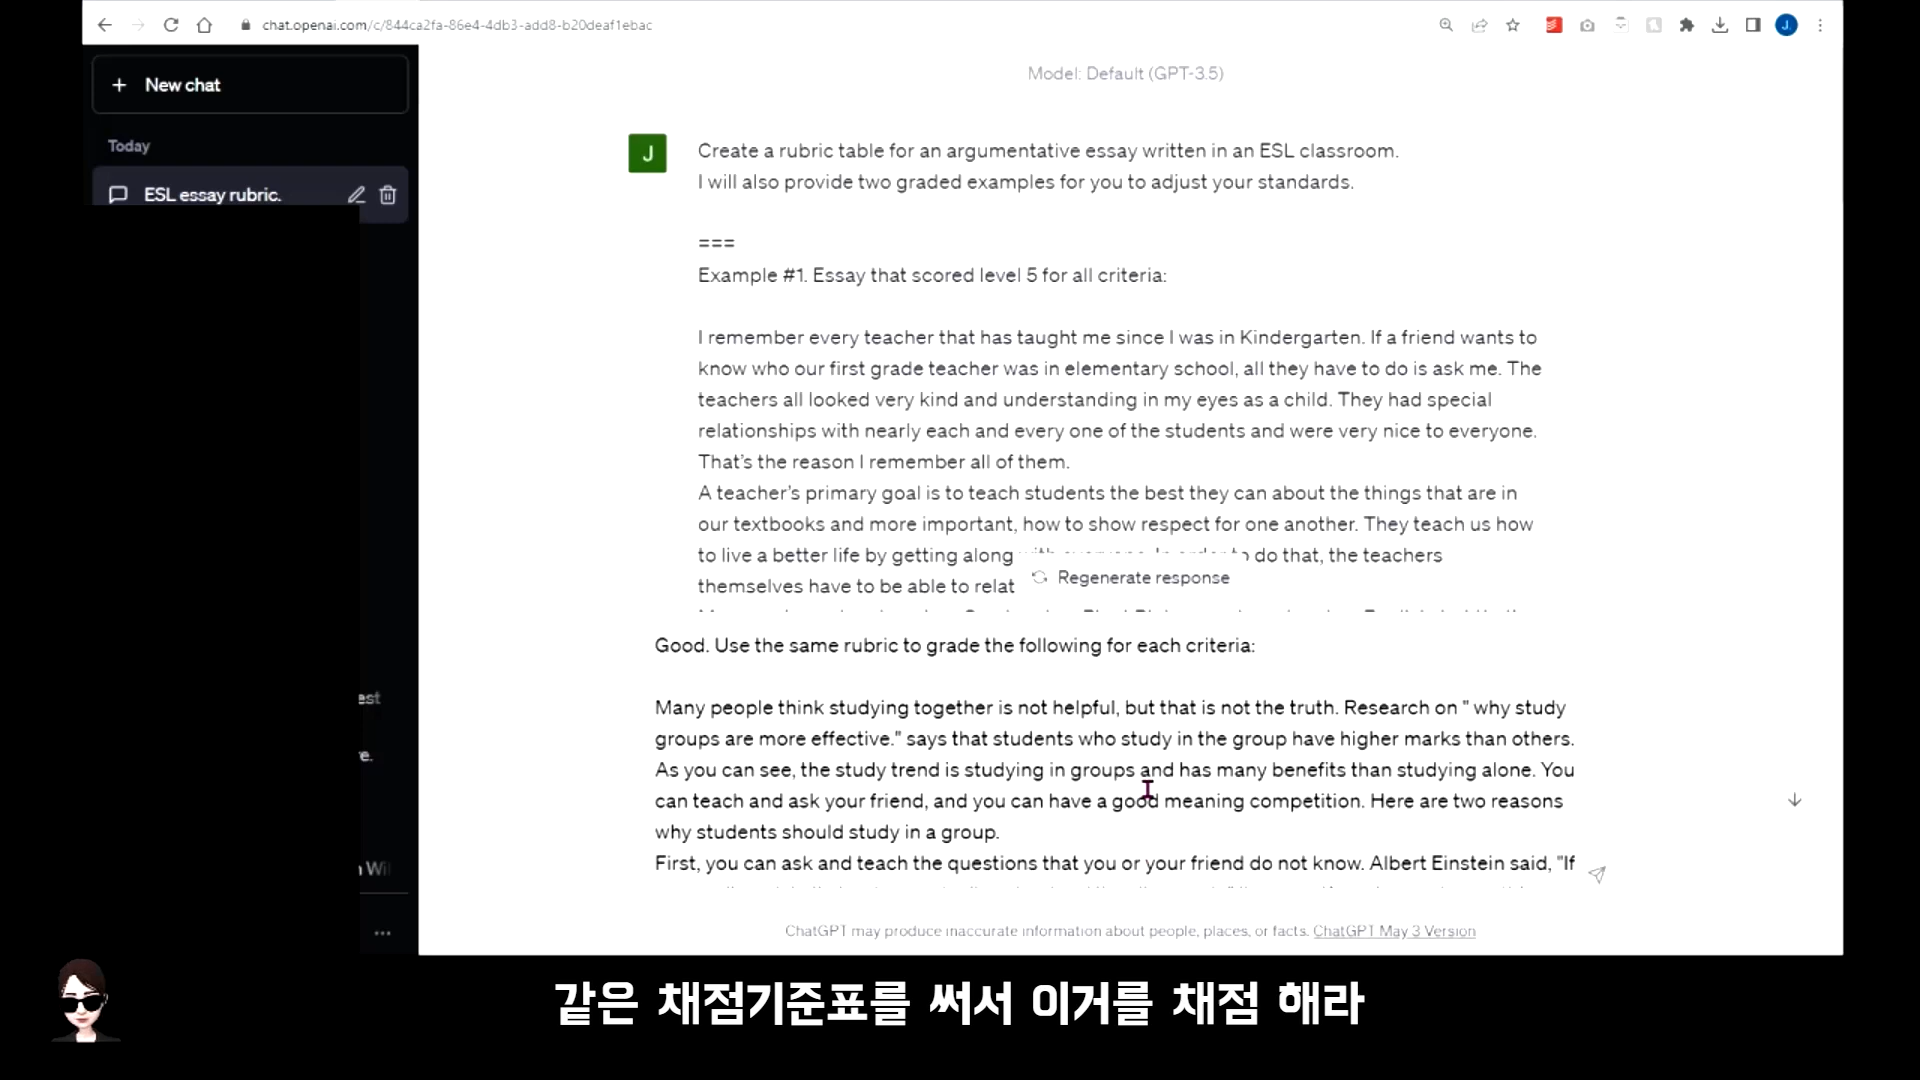 chat.openai.com/c/844ca2fa-86e4-4db3-add8-b20deaf1ebac
J
New chat
Today
ESL essay rubric.
est
e.
Wi
Model: Default (GPT-3.5)
J
Create a rubric table for an argumentative essay written in an ESL classroom.
I will also provide two graded examples for you to adjust your standards.
===
Example #1. Essay that scored level 5 for all criteria:
I remember every teacher that has taught me since I was in Kindergarten. If a friend wants to
know who our first grade teacher was in elementary school, all they have to do is ask me. The
teachers all looked very kind and understanding in my eyes as a child. They had special
relationships with nearly each and every one of the students and were very nice to everyone.
That's the reason I remember all of them.
A teacher's primary goal is to teach students the best they can about the things that are in
our textbooks and more important, how to show respect for one another. They teach us how
to live a better life by getting along do that, the teachers
themselves have to be able to relat
Regenerate response
Good. Use the same rubric to grade the following for each criteria:
Many people think studying together is not helpful, but that is not the truth. Research on " why study
groups are more effective." says that students who study in the group have higher marks than others.
As you can see, the study trend is studying in groups and has many benefits than studying alone. You
can teach and ask your friend, and you can have a good meaning competition. Here are two reasons
why students should study in a group.
First, you can ask and teach the questions that you or your friend do not know. Albert Einstein said, "If
ChatGPT may produce inaccurate information about people, places, or facts. ChatGPT May 3 Version
같은 채점기준표를 써서 이거를 채점 해라